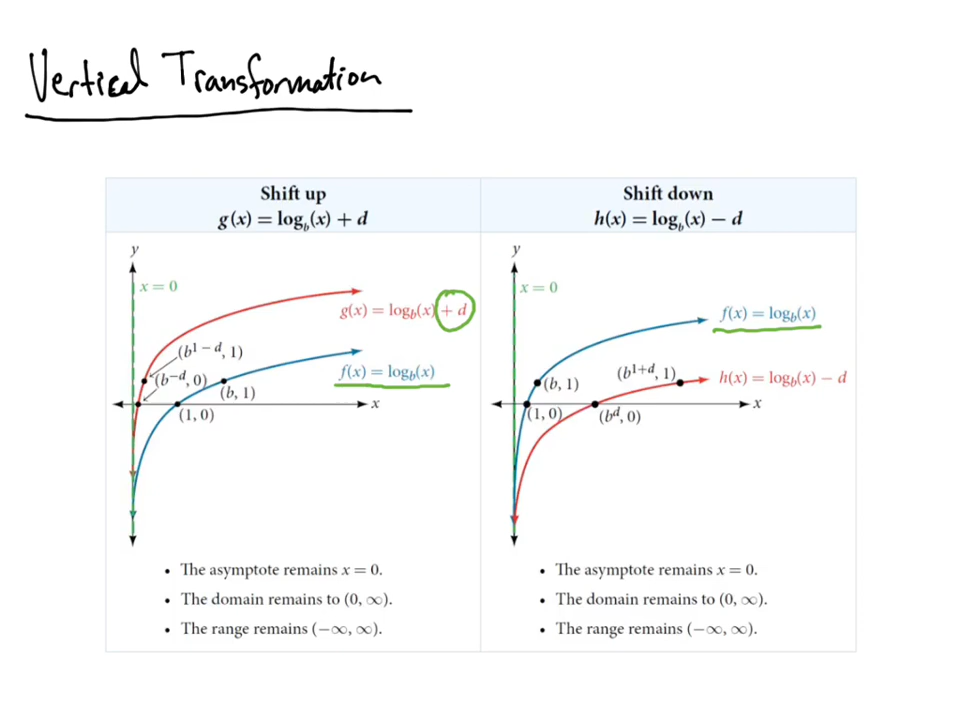 Vertical Transformation
Shift up
g(x) = log_b(x) + d
y
x = 0
g(x) = log_b(x) + d
(b^{1 − d}, 1)
(b^{−d}, 0)
f(x) = log_b(x)
(b, 1)
x
(1, 0)
• The asymptote remains x = 0.
• The domain remains to (0, ∞).
• The range remains (−∞, ∞).
Shift down
h(x) = log_b(x) − d
y
x = 0
f(x) = log_b(x)
(b^{1+d}, 1)
(b, 1)
h(x) = log_b(x) − d
x
(1, 0)
(b^d, 0)
• The asymptote remains x = 0.
• The domain remains to (0, ∞).
• The range remains (−∞, ∞).